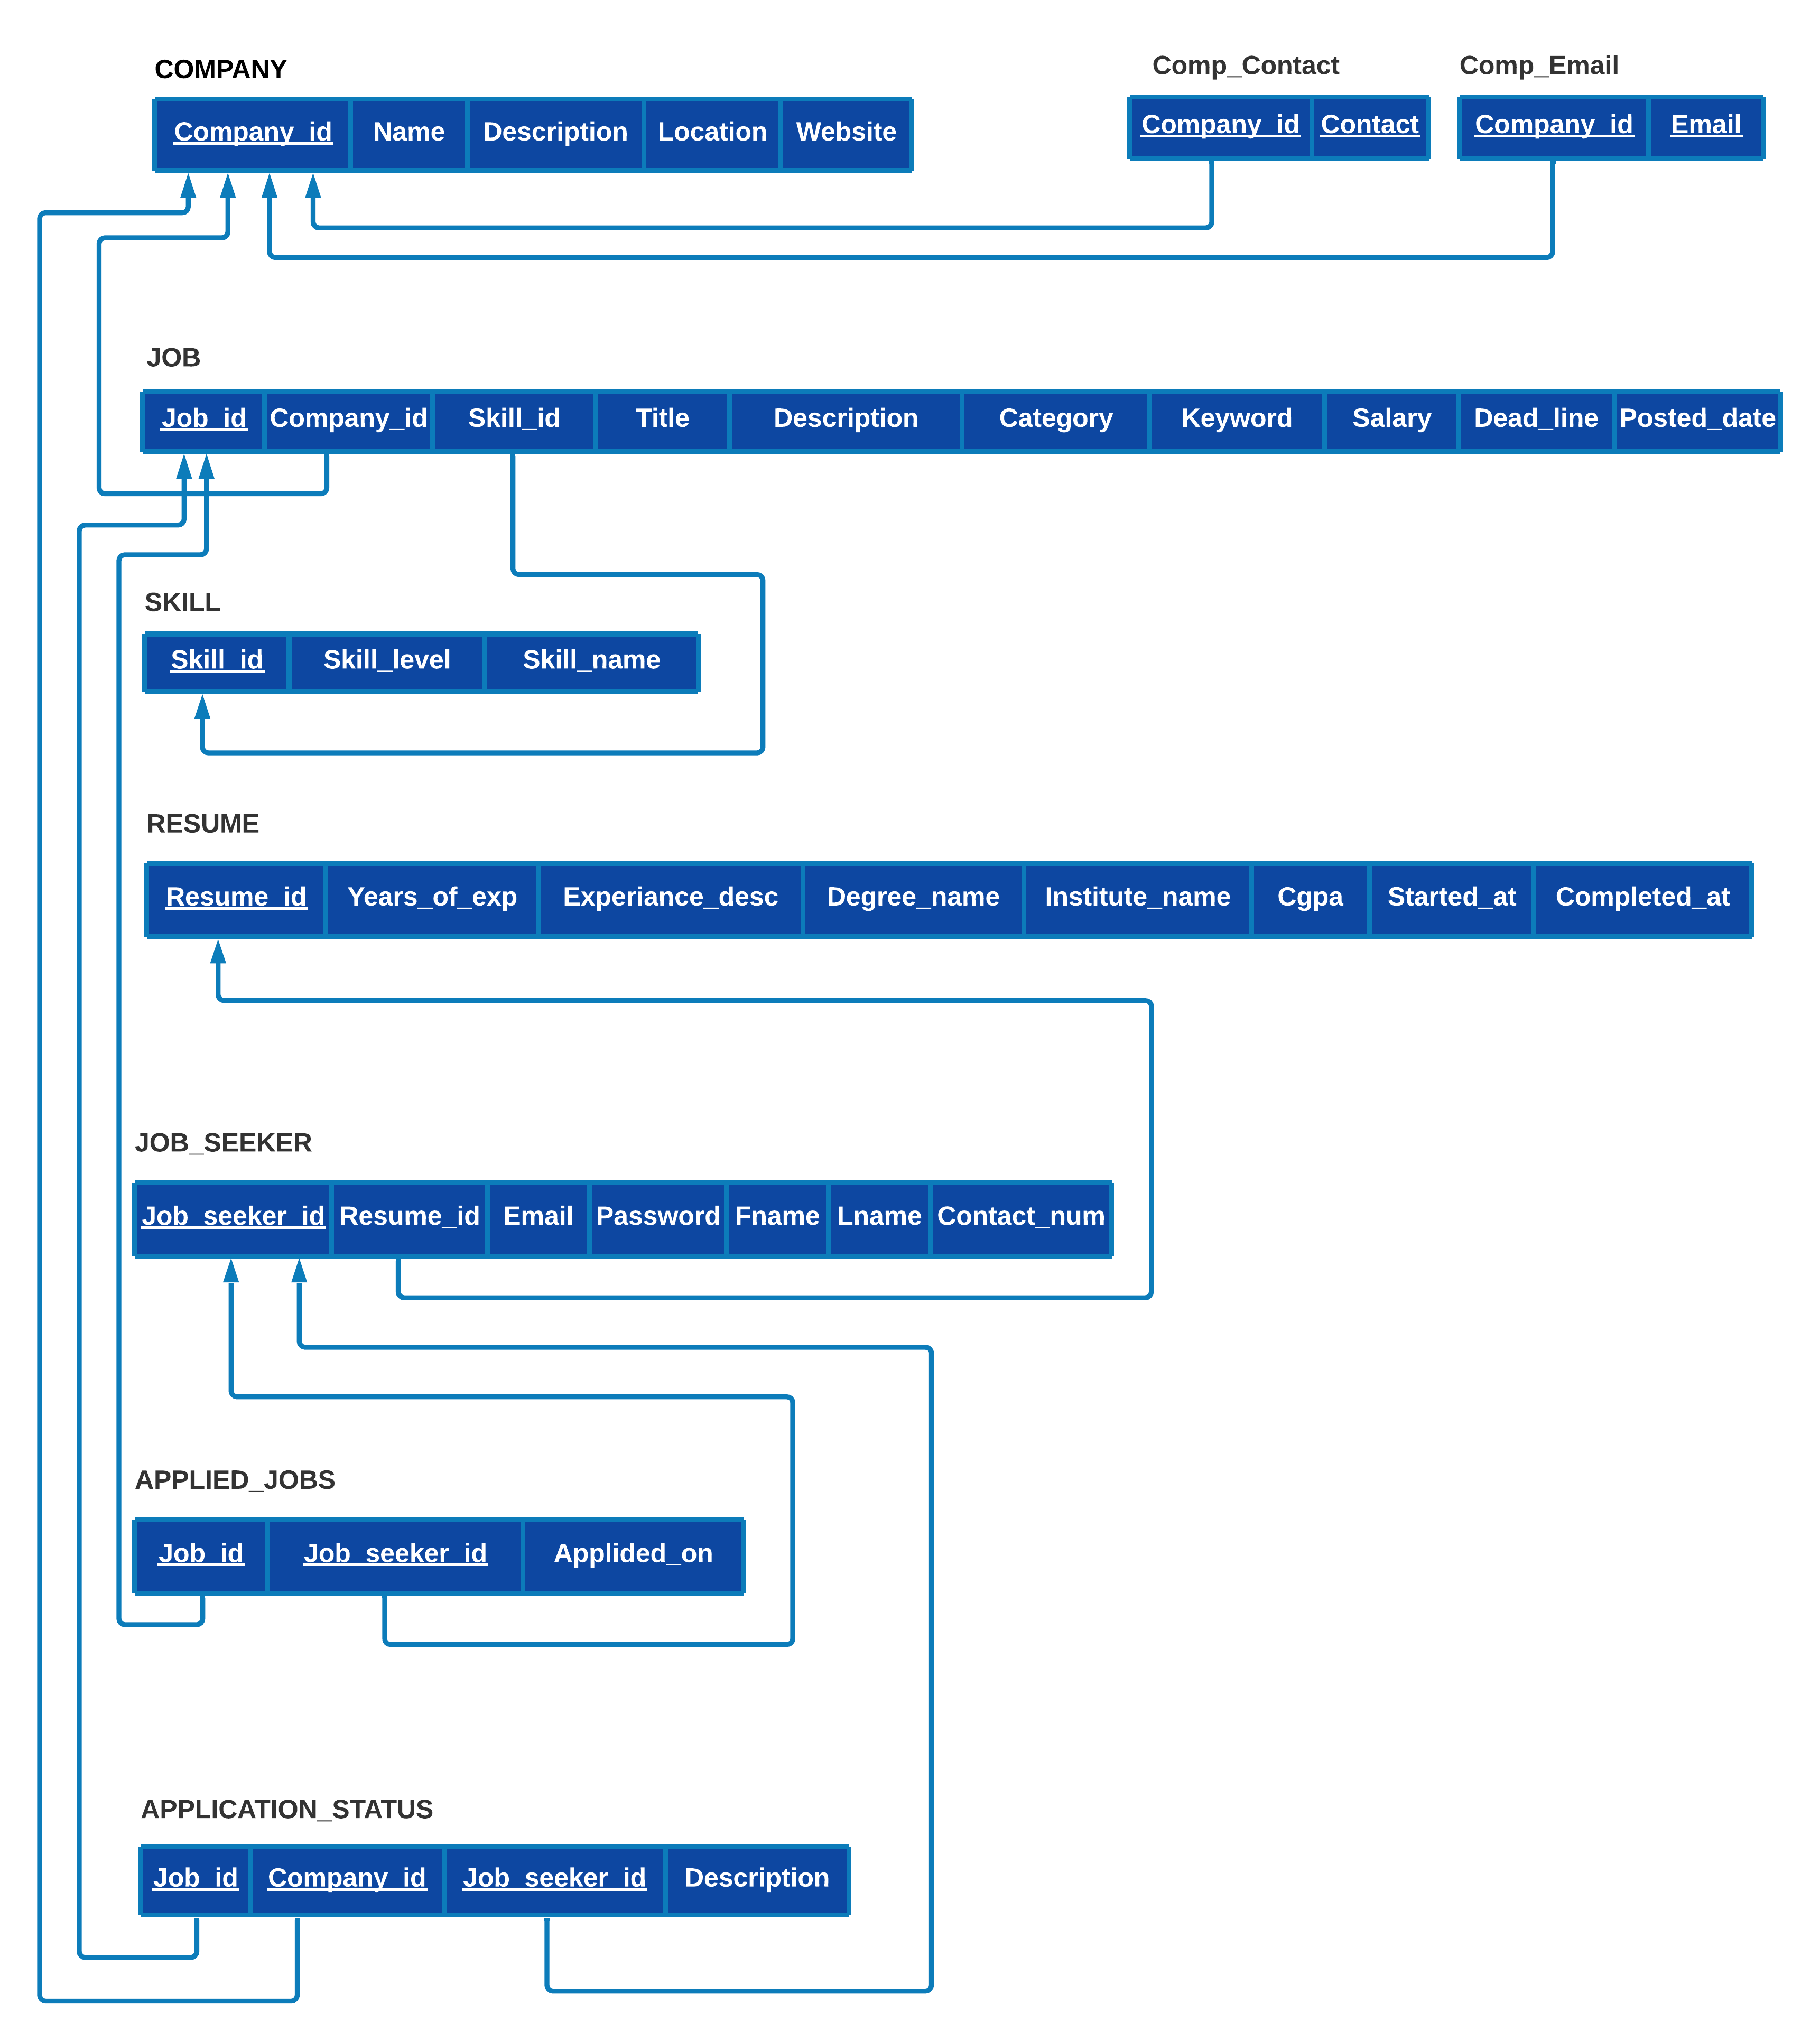 COMPANY
Company_id Name Description Location Website
Comp_Contact
Company_id Contact
Comp_Email
Company_id Email
JOB
Job_id Company_id Skill_id Title Description Category Keyword Salary Dead_line Posted_date
SKILL
Skill_id Skill_level Skill_name
RESUME
Resume_id Years_of_exp Experiance_desc Degree_name Institute_name Cgpa Started_at Completed_at
JOB_SEEKER
Job_seeker_id Resume_id Email Password Fname Lname Contact_num
APPLIED_JOBS
Job_id Job_seeker_id Applided_on
APPLICATION_STATUS
Job_id Company_id Job_seeker_id Description